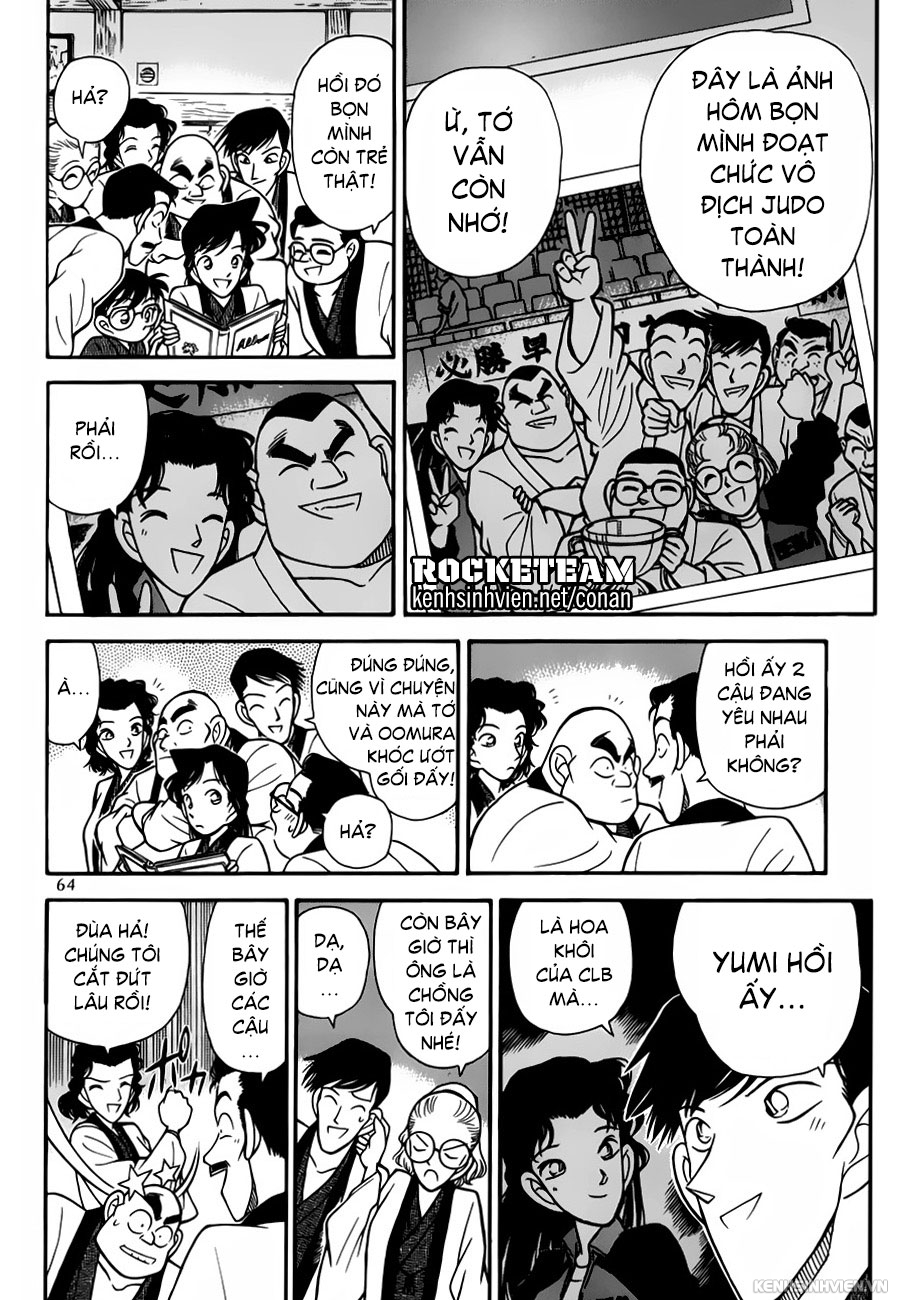 ĐÂY LÀ ẢNH
HÔM BỌN
MÌNH ĐOẠT
CHỨC VÔ
ĐỊCH JUDO
TOÀN
THÀNH!
Ừ, TỚ
VẪN
CÒN
NHỚ!
必勝
ROCKETEAM
kenhsinhvien.net/conan
HỒI ĐÓ
BỌN
MÌNH
CÒN TRẺ
THẬT!
HẢ?
PHẢI
RỒI...
HỒI ẤY 2
CẬU ĐANG
YÊU NHAU
PHẢI
KHÔNG?
ĐÚNG ĐÚNG,
CŨNG VÌ CHUYỆN
NÀY MÀ TỚ
VÀ OOMURA
KHÓC ƯỚT
GỐI ĐẤY!
HẢ?
À...
64
YUMI HỒI
ẤY...
LÀ HOA
KHÔI
CỦA CLB
MÀ...
CÒN BÂY
GIỜ THÌ
ÔNG LÀ
CHỒNG
TÔI ĐẤY
NHÉ!
DẠ,
DẠ
...
THẾ
BÂY
GIỜ
CÁC
CẬU
...
ĐÙA HẢ!
CHÚNG TÔI
CẮT ĐỨT
LÂU RỒI!
KENHSINHVIEN.VN